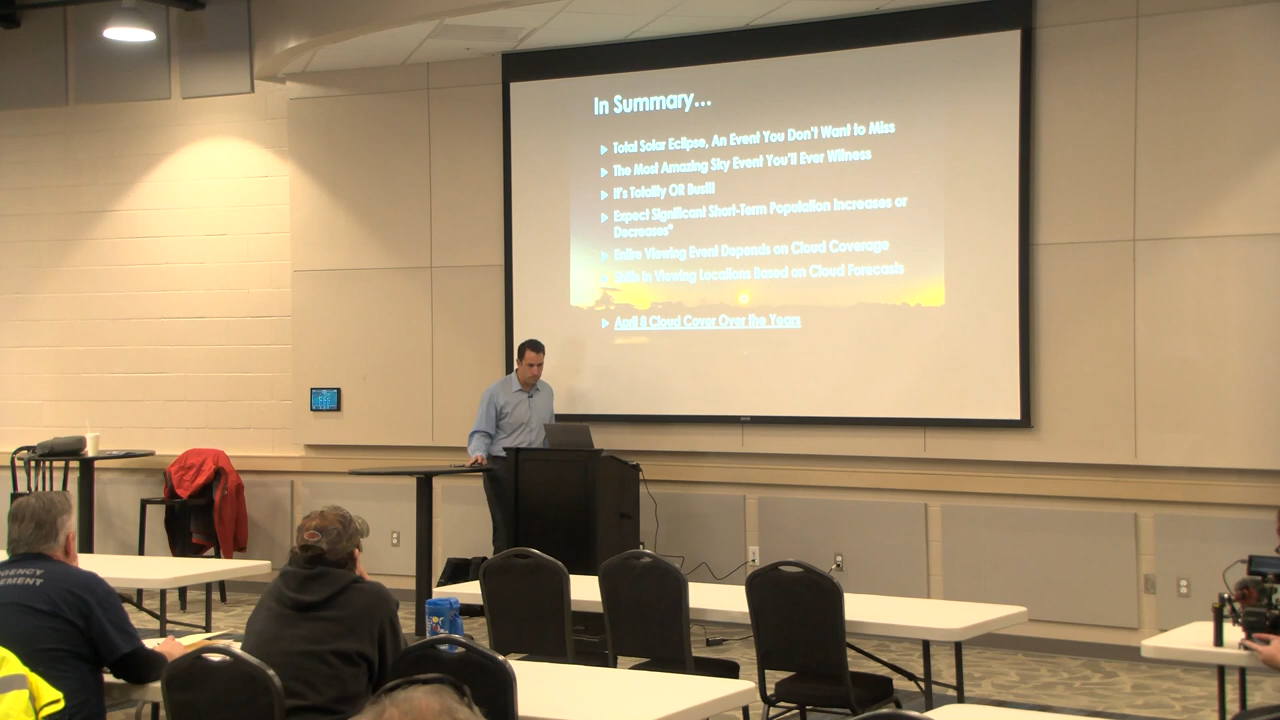 In Summary...
Total Solar Eclipse, An Event You Don't Want to Miss
The Most Amazing Sky Event You'll Ever Witness
It's Totality OR Bust!!
Expect Significant Short-Term Population Increases or
Decreases"
Entire Viewing Event Depends on Cloud Coverage
Shifts in Viewing Locations Based on Cloud Forecasts
April 8 Cloud Cover Over the Years
GENCY
EMENT